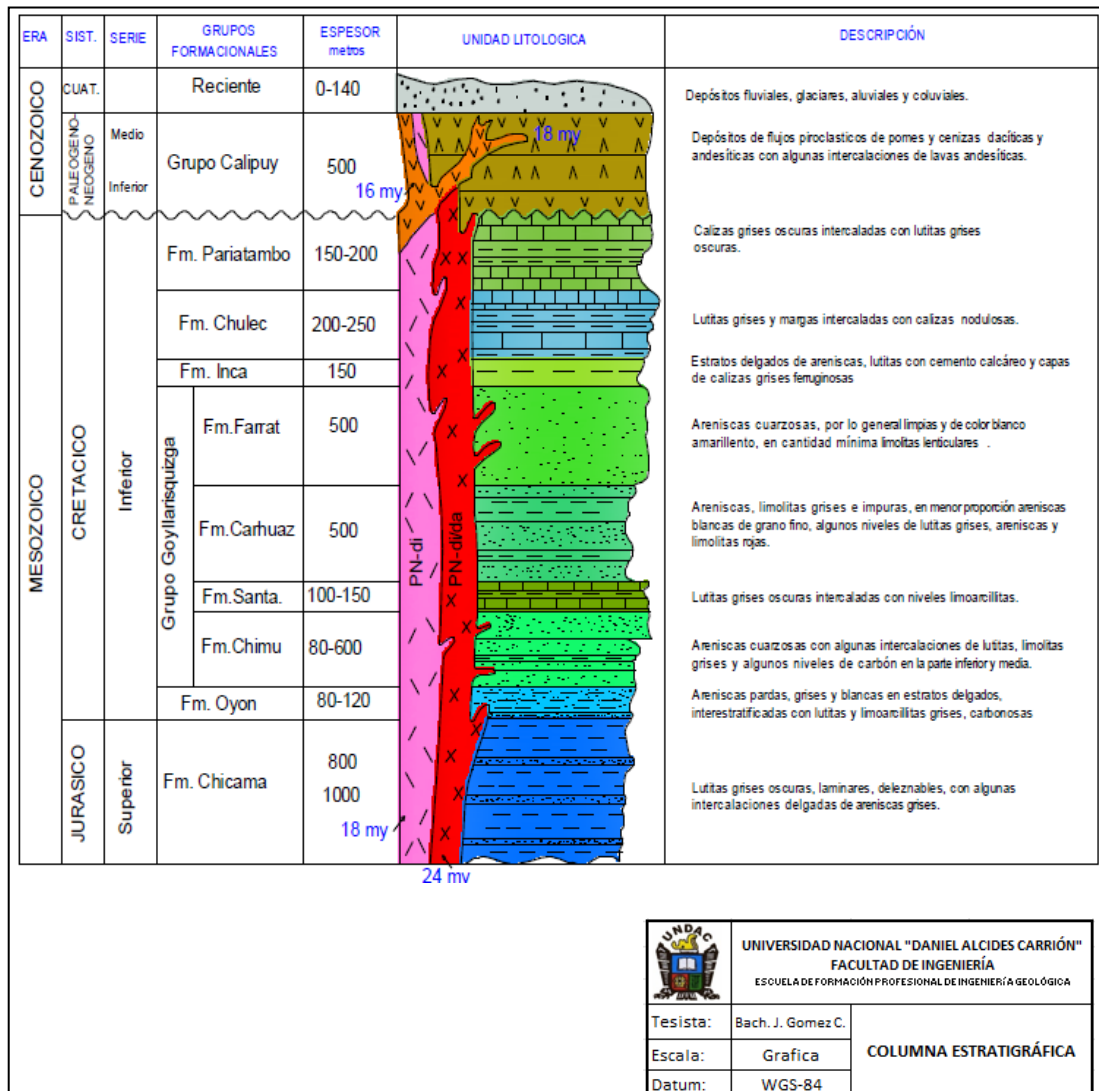 ERA SIST. SERIE GRUPOS FORMACIONALES ESPESOR metros UNIDAD LITOLOGICA DESCRIPCIÓN
CENOZOICO
CUAT.
Reciente 0-140
Depósitos fluviales, glaciares, aluviales y coluviales.
PALEOGENO-
NEOGENO
Medio
Inferior
Grupo Calipuy 500
16 my
18 my
Depósitos de flujos piroclasticos de pomes y cenizas dacíticas y
andesíticas con algunas intercalaciones de lavas andesíticas.
MESOZOICO
CRETACICO
Inferior
Fm. Pariatambo 150-200
Calizas grises oscuras intercaladas con lutitas grises
oscuras.
Fm. Chulec 200-250
Lutitas grises y margas intercaladas con calizas nodulosas.
Fm. Inca 150
Estratos delgados de areniscas, lutitas con cemento calcáreo y capas
de calizas grises ferruginosas
Grupo Goyllarisquizga
Fm.Farrat 500
Areniscas cuarzosas, por lo general limpias y de color blanco
amarillento, en cantidad mínima limolitas lenticulares .
Fm.Carhuaz 500
PN-di
PN-di/da
Areniscas, limolitas grises e impuras, en menor proporción areniscas
blancas de grano fino, algunos niveles de lutitas grises, areniscas y
limolitas rojas.
Fm.Santa. 100-150
Lutitas grises oscuras intercaladas con niveles limoarcillitas.
Fm.Chimu 80-600
Areniscas cuarzosas con algunas intercalaciones de lutitas, limolitas
grises y algunos niveles de carbón en la parte inferior y media.
Fm. Oyon 80-120
Areniscas pardas, grises y blancas en estratos delgados,
interestratificadas con lutitas y limoarcillitas grises, carbonosas
JURASICO
Superior
Fm. Chicama
800
1000
Lutitas grises oscuras, laminares, deleznables, con algunas
intercalaciones delgadas de areniscas grises.
18 my
24 my
UNDAC
UNIVERSIDAD NACIONAL "DANIEL ALCIDES CARRIÓN"
FACULTAD DE INGENIERÍA
ESCUELA DE FORMACIÓN PROFESIONAL DE INGENIERÍA GEOLÓGICA
Tesista: Bach. J. Gomez C.
Escala: Grafica
COLUMNA ESTRATIGRÁFICA
Datum: WGS-84